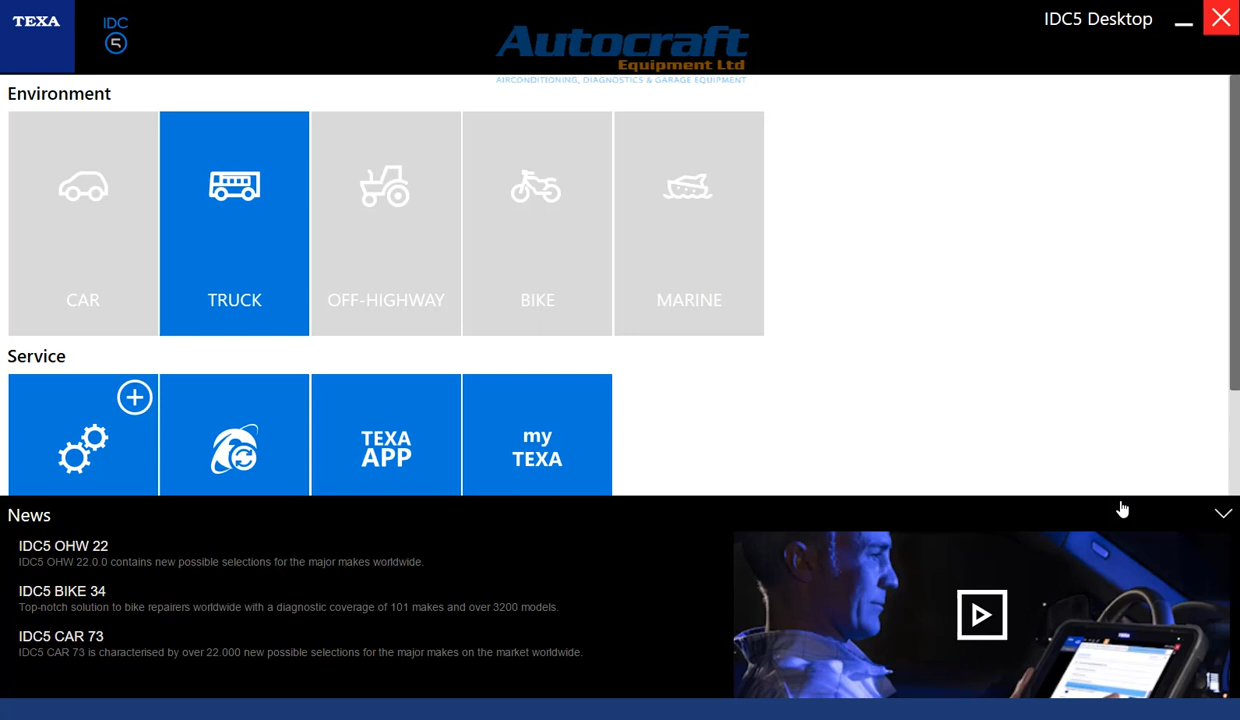 TEXA
IDC
5
Autocraft
Equipment Ltd
AIRCONDITIONING, DIAGNOSTICS & GARAGE EQUIPMENT
IDC5 Desktop
Environment
CAR
TRUCK
OFF-HIGHWAY
BIKE
MARINE
Service
TEXA
APP
my
TEXA
News
IDC5 OHW 22
IDC5 OHW 22.0.0 contains new possible selections for the major makes worldwide.
IDC5 BIKE 34
Top-notch solution to bike repairers worldwide with a diagnostic coverage of 101 makes and over 3200 models.
IDC5 CAR 73
IDC5 CAR 73 is characterised by over 22.000 new possible selections for the major makes on the market worldwide.